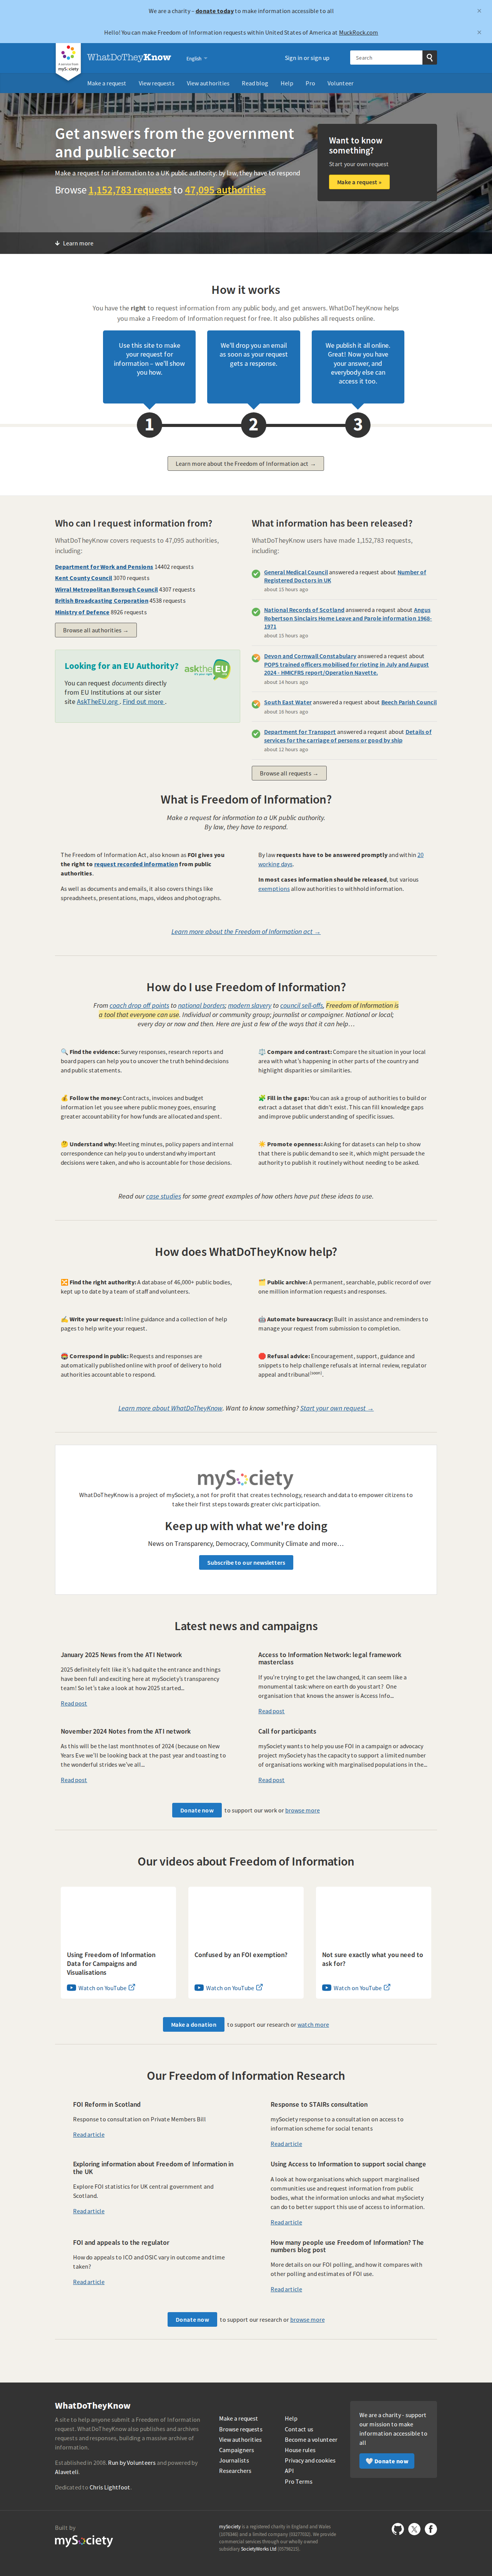 We are a charity – donate today to make information accessible to all
×
Hello! You can make Freedom of Information requests within United States of America at MuckRock.com
×
mySociety
WhatDoTheyKnow
English
Sign in or sign up
Search
Make a request
View requests
View authorities
Read blog
Help
Pro
Volunteer
Get answers from the government
and public sector
Make a request for information to a UK public authority: by law, they have to respond
Browse 1,152,783 requests to 47,095 authorities
Want to know
something?
Start your own request
Make a request »
↓ Learn more
How it works
You have the right to request information from any public body, and get answers. WhatDoTheyKnow helps
you make a Freedom of Information request for free. It also publishes all requests online.
Use this site to make
your request for
information – we'll show
you how.
We'll drop you an email
as soon as your request
gets a response.
We publish it all online.
Great! Now you have
your answer, and
everybody else can
access it too.
1
2
3
Learn more about the Freedom of Information act →
Who can I request information from?
WhatDoTheyKnow covers requests to 47,095 authorities,
including:
Department for Work and Pensions 14402 requests
Kent County Council 3070 requests
Wirral Metropolitan Borough Council 4307 requests
British Broadcasting Corporation 4538 requests
Ministry of Defence 8926 requests
Browse all authorities →
Looking for an EU Authority?
asktheEU
You can request documents directly
from EU Institutions at our sister
site AskTheEU.org . Find out more .
What information has been released?
WhatDoTheyKnow users have made 1,152,783 requests,
including:
General Medical Council answered a request about Number of
Registered Doctors in UK
about 15 hours ago
National Records of Scotland answered a request about Angus
Robertson Sinclairs Home Leave and Parole information 1968-
1971
about 15 hours ago
Devon and Cornwall Constabulary answered a request about
POPS trained officers mobilised for rioting in July and August
2024 - HMICFRS report/Operation Navette.
about 14 hours ago
South East Water answered a request about Beech Parish Council
about 16 hours ago
Department for Transport answered a request about Details of
services for the carriage of persons or good by ship
about 12 hours ago
Browse all requests →
What is Freedom of Information?
Make a request for information to a UK public authority.
By law, they have to respond.
The Freedom of Information Act, also known as FOI gives you
the right to request recorded information from public
authorities.
As well as documents and emails, it also covers things like
spreadsheets, presentations, maps, videos and photographs.
By law requests have to be answered promptly and within 20
working days.
In most cases information should be released, but various
exemptions allow authorities to withhold information.
Learn more about the Freedom of Information act →
How do I use Freedom of Information?
From coach drop off points to national borders; modern slavery to council sell-offs, Freedom of Information is
a tool that everyone can use. Individual or community group; journalist or campaigner. National or local;
every day or now and then. Here are just a few of the ways that it can help…
🔍 Find the evidence: Survey responses, research reports and
board papers can help you to uncover the truth behind decisions
and public statements.
⚖️ Compare and contrast: Compare the situation in your local
area with what's happening in other parts of the country and
highlight disparities or similarities.
💰 Follow the money: Contracts, invoices and budget
information let you see where public money goes, ensuring
greater accountability for how funds are allocated and spent..
🧩 Fill in the gaps: You can ask a group of authorities to build or
extract a dataset that didn't exist. This can fill knowledge gaps
and improve public understanding of specific issues.
🤔 Understand why: Meeting minutes, policy papers and internal
correspondence can help you to understand why important
decisions were taken, and who is accountable for those decisions.
☀️ Promote openness: Asking for datasets can help to show
that there is public demand to see it, which might persuade the
authority to publish it routinely without needing to be asked.
Read our case studies for some great examples of how others have put these ideas to use.
How does WhatDoTheyKnow help?
🔀 Find the right authority: A database of 46,000+ public bodies,
kept up to date by a team of staff and volunteers.
🗂️ Public archive: A permanent, searchable, public record of over
one million information requests and responses.
✍️ Write your request: Inline guidance and a collection of help
pages to help write your request.
🤖 Automate bureaucracy: Built in assistance and reminders to
manage your request from submission to completion.
📮 Correspond in public: Requests and responses are
automatically published online with proof of delivery to hold
authorities accountable to respond.
🛑 Refusal advice: Encouragement, support, guidance and
snippets to help challenge refusals at internal review, regulator
appeal and tribunal(soon).
Learn more about WhatDoTheyKnow. Want to know something? Start your own request →
mySociety
WhatDoTheyKnow is a project of mySociety, a not for profit that creates technology, research and data to empower citizens to
take their first steps towards greater civic participation.
Keep up with what we're doing
News on Transparency, Democracy, Community Climate and more…
Subscribe to our newsletters
Latest news and campaigns
January 2025 News from the ATI Network
2025 definitely felt like it's had quite the entrance and things
have been full and exciting here at mySociety's transparency
team! So let's take a look at how 2025 started...
Read post
Access to Information Network: legal framework
masterclass
If you're trying to get the law changed, it can seem like a
monumental task: where on earth do you start? One
organisation that knows the answer is Access Info...
Read post
November 2024 Notes from the ATI network
As this will be the last monthnotes of 2024 (because on New
Years Eve we'll be looking back at the past year and toasting to
the wonderful strides we've all...
Read post
Call for participants
mySociety wants to help you use FOI in a campaign or advocacy
project mySociety has the capacity to support a limited number
of organisations working with marginalised populations in the...
Read post
Donate now to support our work or browse more
Our videos about Freedom of Information
Using Freedom of Information
Data for Campaigns and
Visualisations
Watch on YouTube
Confused by an FOI exemption?
Watch on YouTube
Not sure exactly what you need to
ask for?
Watch on YouTube
Make a donation to support our research or watch more
Our Freedom of Information Research
FOI Reform in Scotland
Response to consultation on Private Members Bill
Read article
Response to STAIRs consultation
mySociety response to a consultation on access to
information scheme for social tenants
Read article
Exploring information about Freedom of Information in
the UK
Explore FOI statistics for UK central government and
Scotland.
Read article
Using Access to Information to support social change
A look at how organisations which support marginalised
communities use and request information from public
bodies, what the information unlocks and what mySociety
can do to better support this use of access to information.
Read article
FOI and appeals to the regulator
How do appeals to ICO and OSIC vary in outcome and time
taken?
Read article
How many people use Freedom of Information? The
numbers blog post
More details on our FOI polling, and how it compares with
other polling and estimates of FOI use.
Read article
Donate now to support our research or browse more
WhatDoTheyKnow
A site to help anyone submit a Freedom of Information
request. WhatDoTheyKnow also publishes and archives
requests and responses, building a massive archive of
information.
Established in 2008. Run by Volunteers and powered by
Alaveteli.
Dedicated to Chris Lightfoot.
Make a request
Browse requests
View authorities
Campaigners
Journalists
Researchers
Help
Contact us
Become a volunteer
House rules
Privacy and cookies
API
Pro Terms
We are a charity - support
our mission to make
information accessible to
all
🤍 Donate now
Built by
mySociety
mySociety is a registered charity in England and Wales
(1076346) and a limited company (03277032). We provide
commercial services through our wholly owned
subsidiary SocietyWorks Ltd (05798215).